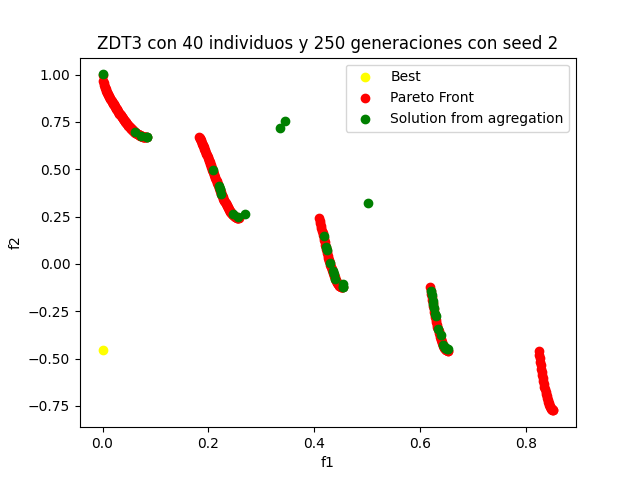 ZDT3 con 40 individuos y 250 generaciones con seed 2
Best
Pareto Front
Solution from agregation
1.00
0.75
0.50
0.25
0.00
−0.25
−0.50
−0.75
f2
0.0 0.2 0.4 0.6 0.8
f1